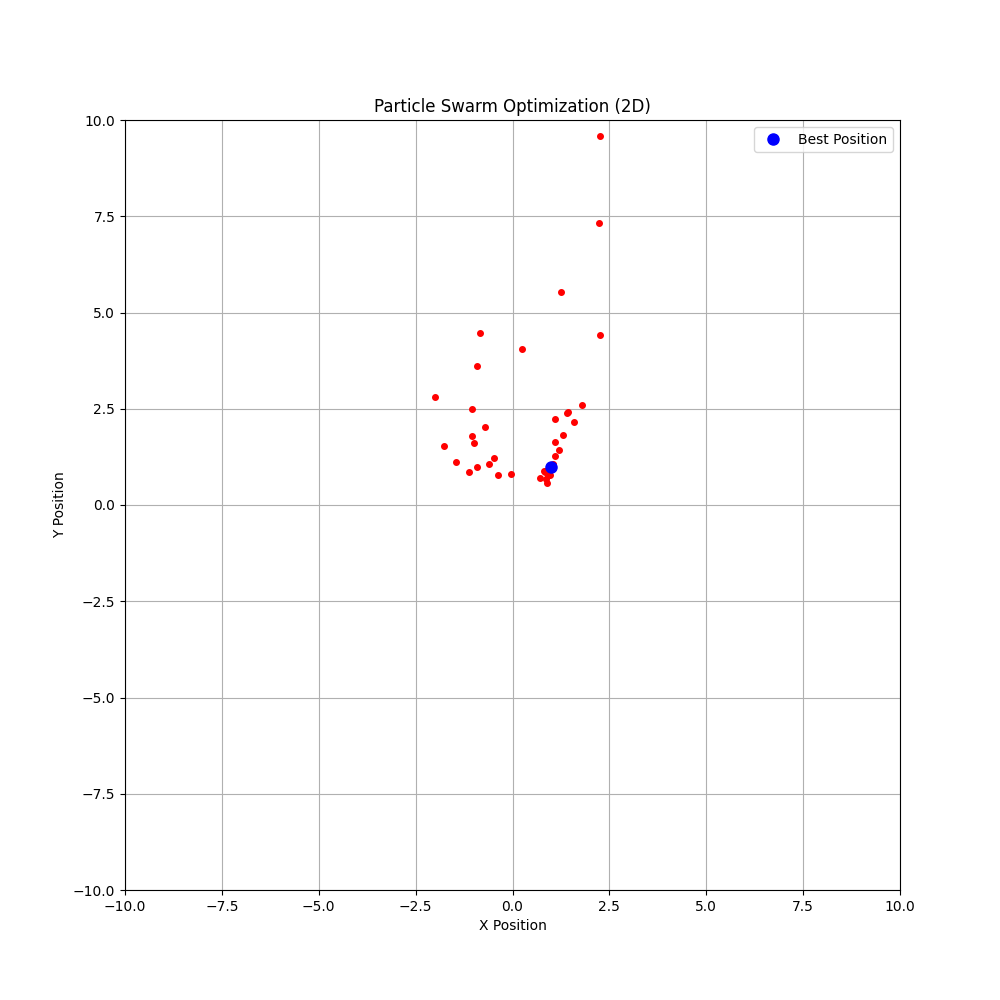 Particle Swarm Optimization (2D)
Best Position
10.0
7.5
5.0
2.5
0.0
−2.5
−5.0
−7.5
−10.0
Y Position
−10.0 −7.5 −5.0 −2.5 0.0 2.5 5.0 7.5 10.0
X Position